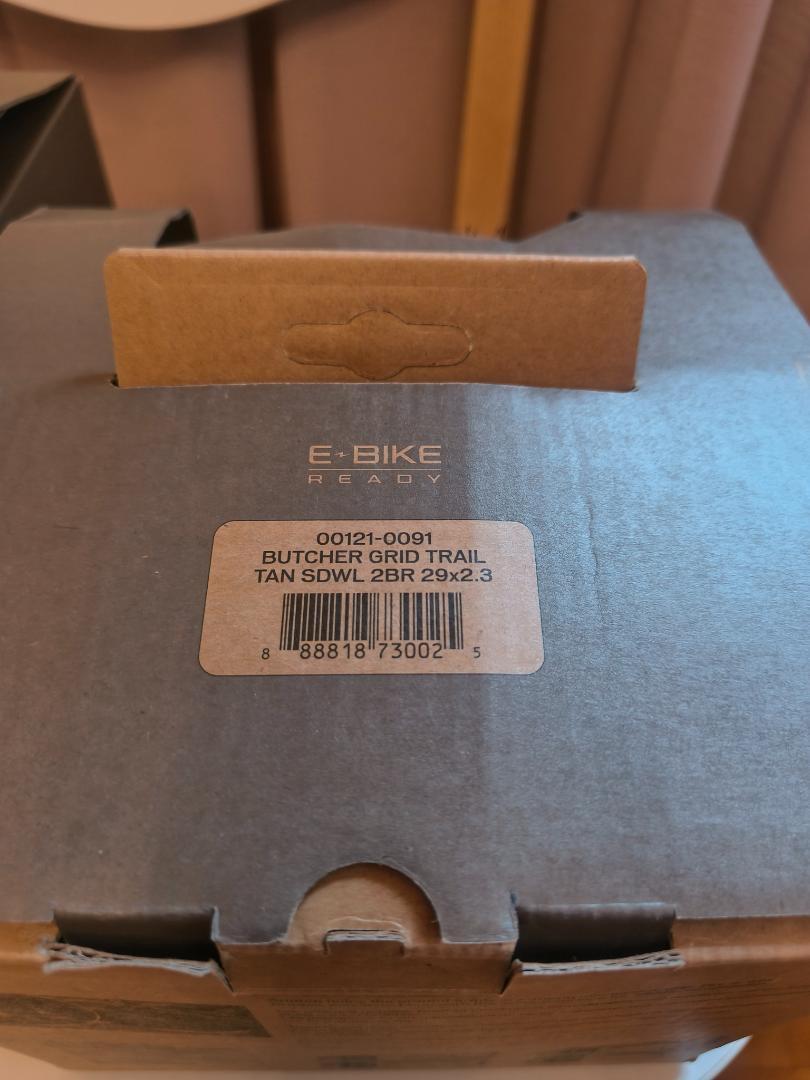 E-BIKE
READY
00121-0091
BUTCHER GRID TRAIL
TAN SDWL 2BR 29x2.3
8 88818 73002 5